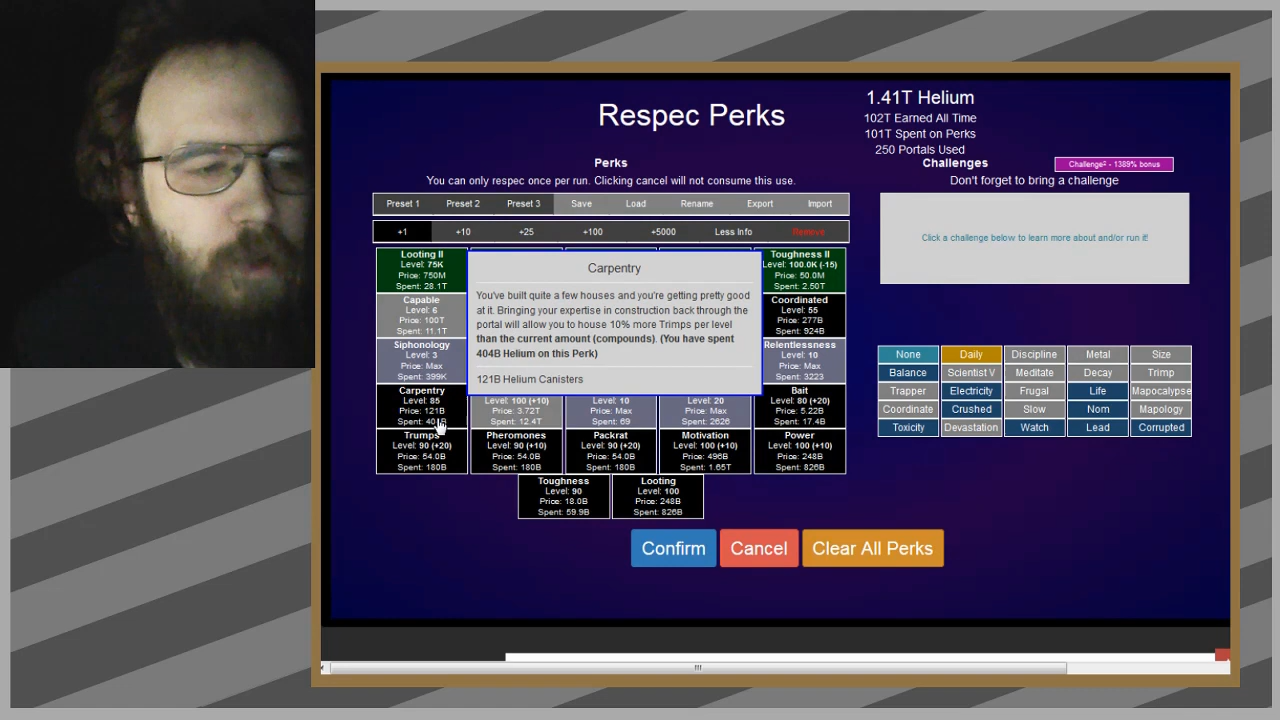 Respec Perks
1.41T Helium
102T Earned All Time
101T Spent on Perks
250 Portals Used
Perks
You can only respec once per run. Clicking cancel will not consume this use.
Challenges
Challenge² - 1389% bonus
Don't forget to bring a challenge
Preset 1 Preset 2 Preset 3 Save Load Rename Export Import
+1 +10 +25 +100 +5000 Less Info Remove
Click a challenge below to learn more about and/or run it!
Looting II
Level: 75K
Price: 750M
Spent: 28.1T
Toughness II
Level: 100.0K (-15)
Price: 50.0M
Spent: 2.50T
Carpentry
You've built quite a few houses and you're getting pretty good
at it. Bringing your expertise in construction back through the
portal will allow you to house 10% more Trimps per level
than the current amount (compounds). (You have spent
404B Helium on this Perk)
121B Helium Canisters
Capable
Level: 6
Price: 100T
Spent: 11.1T
Coordinated
Level: 55
Price: 277B
Spent: 924B
Siphonology
Level: 3
Price: Max
Spent: 399K
Relentlessness
Level: 10
Price: Max
Spent: 3223
Carpentry
Level: 85
Price: 121B
Level: 100 (+10)
Price: 3.72T
Spent: 12.4T
Level: 10
Price: Max
Spent: 69
Level: 20
Price: Max
Spent: 2626
Bait
Level: 80 (+20)
Price: 5.22B
Spent: 17.4B
Trumps
Level: 90 (+20)
Price: 54.0B
Spent: 180B
Pheromones
Level: 90 (+10)
Price: 54.0B
Spent: 180B
Packrat
Level: 90 (+20)
Price: 54.0B
Spent: 180B
Motivation
Level: 100 (+10)
Price: 496B
Spent: 1.65T
Power
Level: 100 (+10)
Price: 248B
Spent: 826B
Toughness
Level: 90
Price: 18.0B
Spent: 59.9B
Looting
Level: 100
Price: 248B
Spent: 826B
None Daily Discipline Metal Size
Balance Scientist V Meditate Decay Trimp
Trapper Electricity Frugal Life Mapocalypse
Coordinate Crushed Slow Nom Mapology
Toxicity Devastation Watch Lead Corrupted
Confirm Cancel Clear All Perks